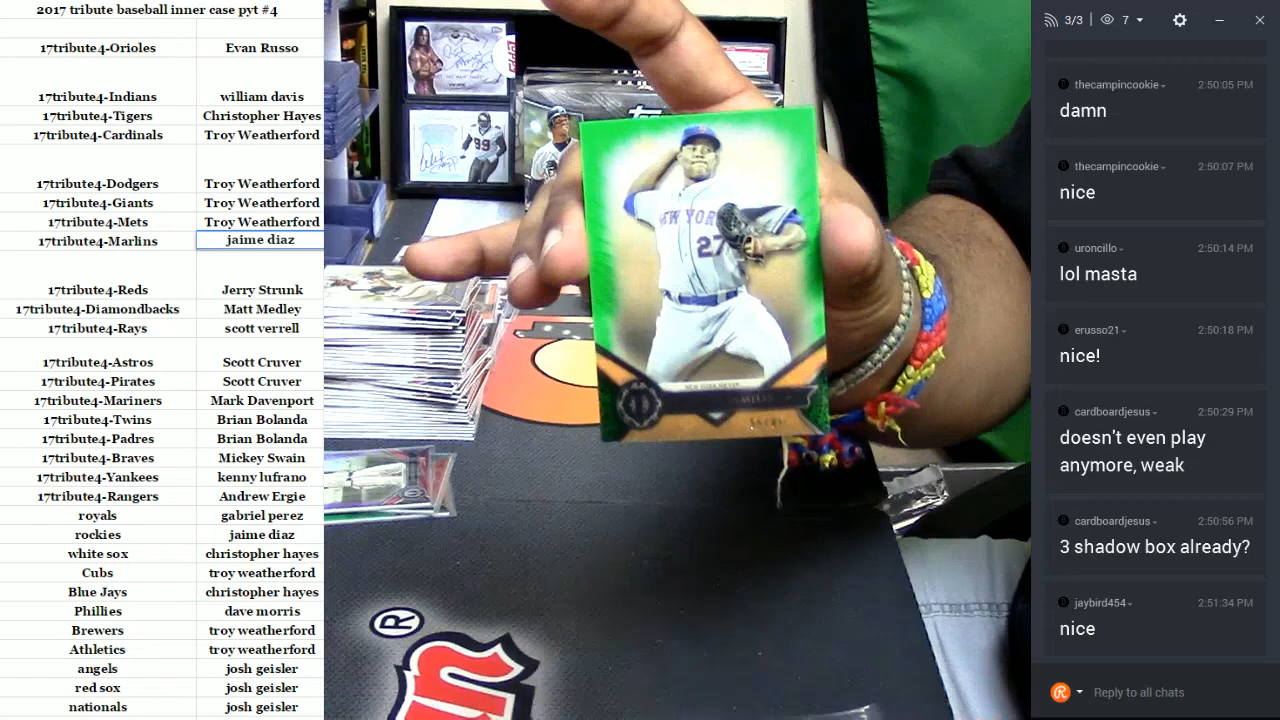 2017 tribute baseball inner case pyt #4
17tribute4-Orioles Evan Russo
17tribute4-Indians william davis
17tribute4-Tigers Christopher Hayes
17tribute4-Cardinals Troy Weatherford
17tribute4-Dodgers Troy Weatherford
17tribute4-Giants Troy Weatherford
17tribute4-Mets Troy Weatherford
17tribute4-Marlins jaime diaz
17tribute4-Reds Jerry Strunk
17tribute4-Diamondbacks Matt Medley
17tribute4-Rays scott verrell
17tribute4-Astros Scott Cruver
17tribute4-Pirates Scott Cruver
17tribute4-Mariners Mark Davenport
17tribute4-Twins Brian Bolanda
17tribute4-Padres Brian Bolanda
17tribute4-Braves Mickey Swain
17tribute4-Yankees kenny lufrano
17tribute4-Rangers Andrew Ergie
royals gabriel perez
rockies jaime diaz
white sox christopher hayes
Cubs troy weatherford
Blue Jays christopher hayes
Phillies dave morris
Brewers troy weatherford
Athletics troy weatherford
angels josh geisler
red sox josh geisler
nationals josh geisler
99
NEW YORK
27
NEW YORK METS
®
3/3 7
thecampincookie 2:50:05 PM
damn
thecampincookie 2:50:07 PM
nice
uroncillo 2:50:14 PM
lol masta
erusso21 2:50:18 PM
nice!
cardboardjesus 2:50:29 PM
doesn't even play
anymore, weak
cardboardjesus 2:50:56 PM
3 shadow box already?
jaybird454 2:51:34 PM
nice
Reply to all chats